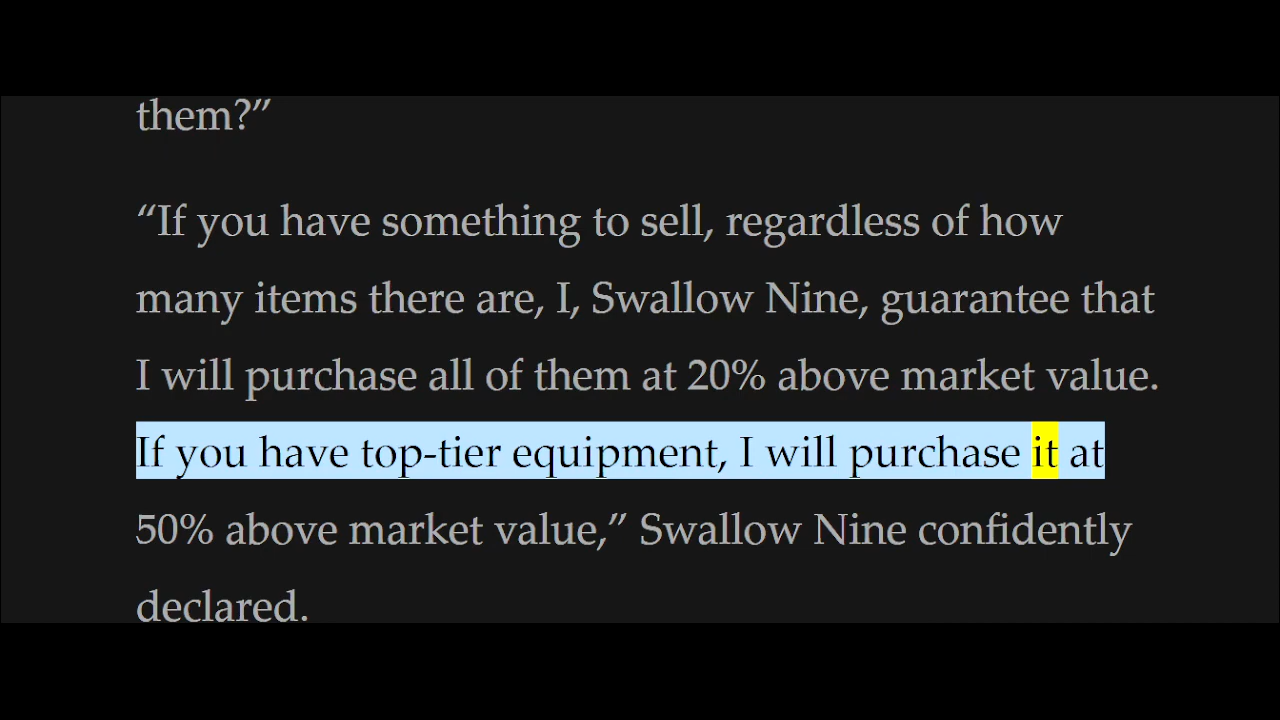 them?”
“If you have something to sell, regardless of how
many items there are, I, Swallow Nine, guarantee that
I will purchase all of them at 20% above market value.
If you have top-tier equipment, I will purchase it at
50% above market value,” Swallow Nine confidently
declared.